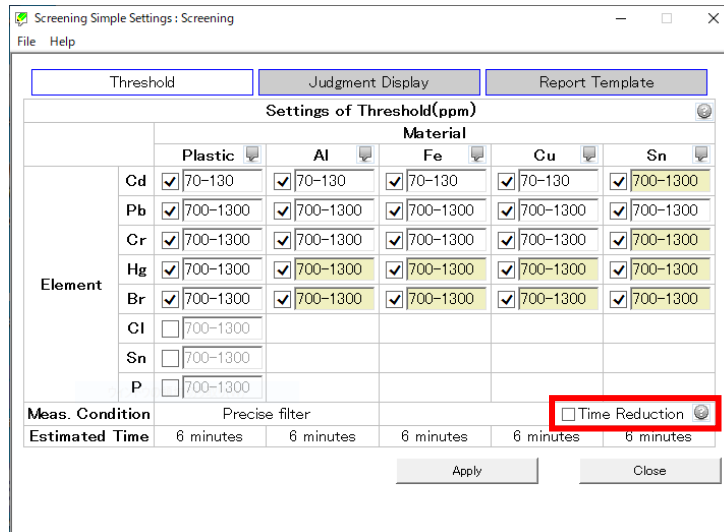 Screening Simple Settings : Screening
File Help
Threshold Judgment Display Report Template
Settings of Threshold(ppm)
Material
Plastic Al Fe Cu Sn
Cd 70-130 70-130 70-130 70-130 700-1300
Pb 700-1300 700-1300 700-1300 700-1300 700-1300
Cr 700-1300 700-1300 700-1300 700-1300 700-1300
Element
Hg 700-1300 700-1300 700-1300 700-1300 700-1300
Br 700-1300 700-1300 700-1300 700-1300 700-1300
Cl 700-1300
Sn 700-1300
P 700-1300
Meas. Condition Precise filter Time Reduction
Estimated Time 6 minutes 6 minutes 6 minutes 6 minutes 6 minutes
Apply Close